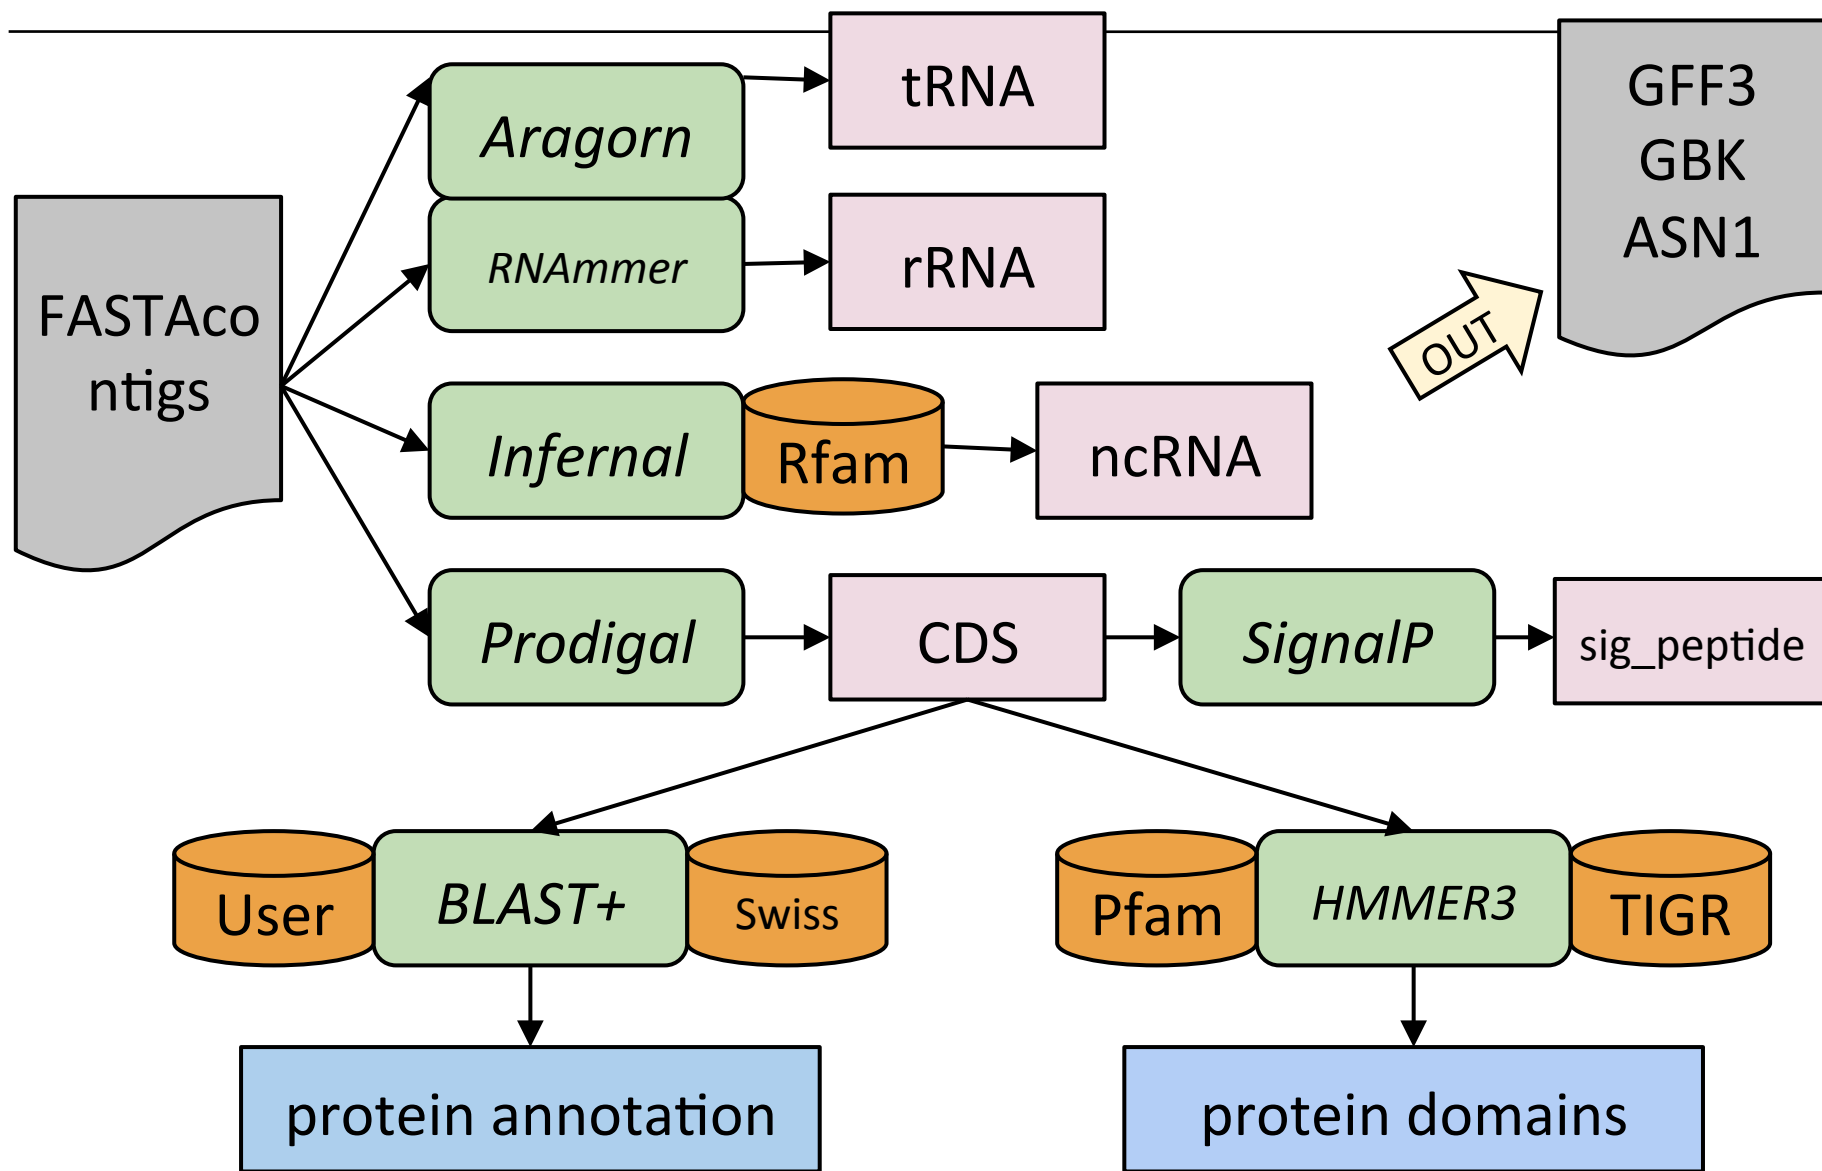 tRNA
GFF3
GBK
ASN1
Aragorn
RNAmmer
rRNA
FASTAco
ntigs
OUT
Infernal
Rfam
ncRNA
Prodigal
CDS
SignalP
sig_peptide
User
BLAST+
Swiss
Pfam
HMMER3
TIGR
protein annotation
protein domains